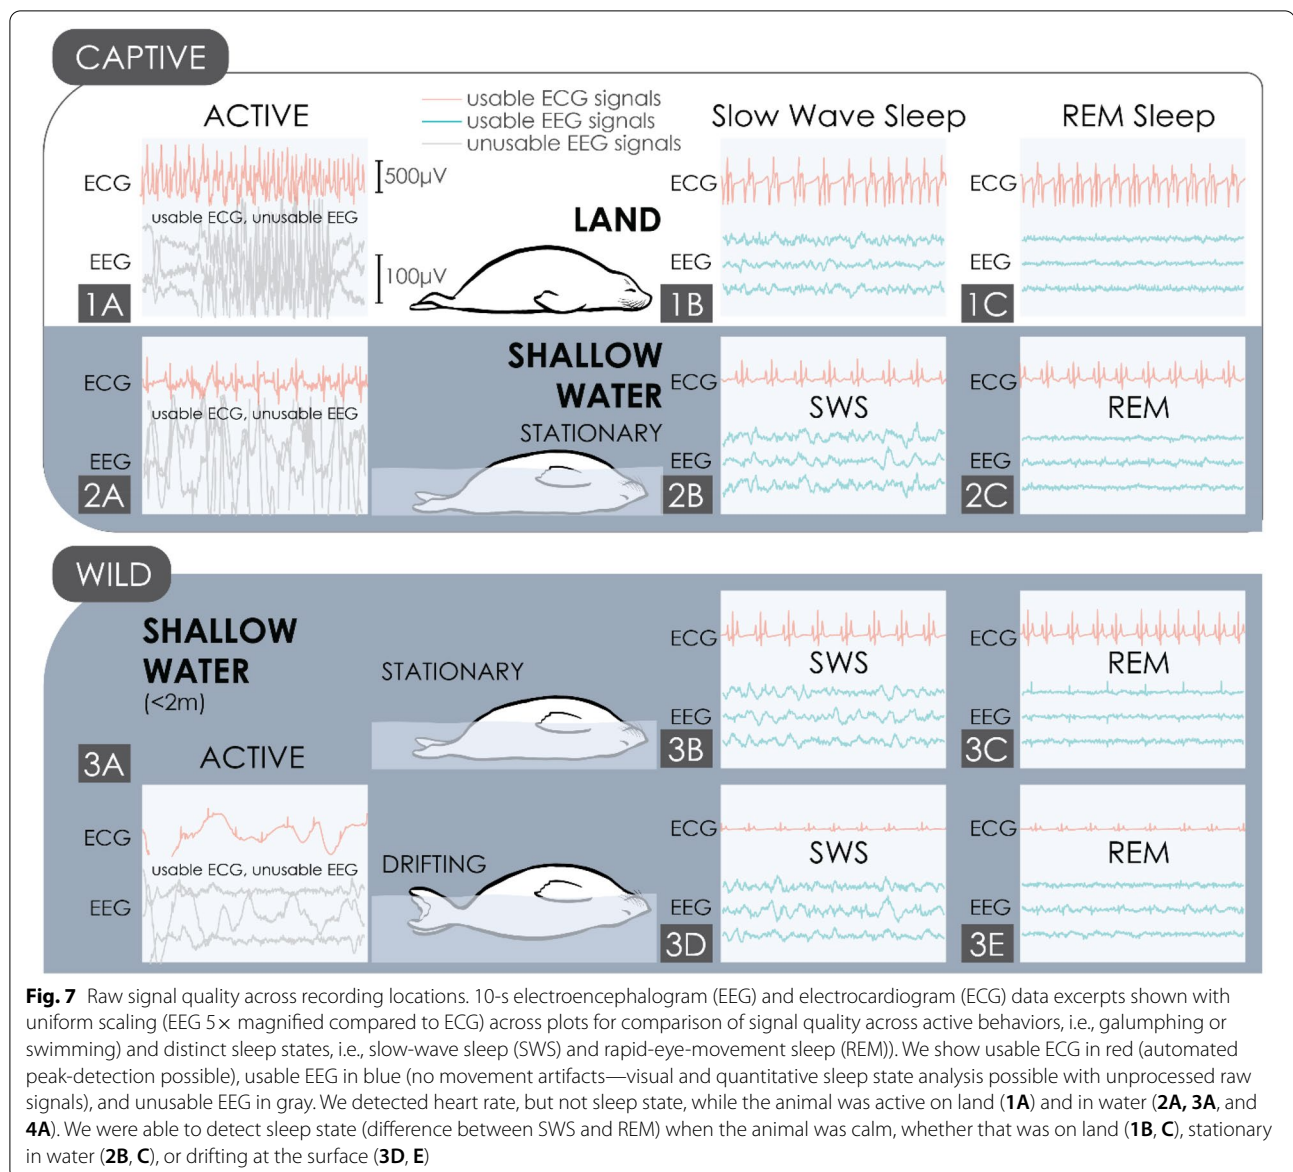 CAPTIVE
ACTIVE
usable ECG signals
usable EEG signals
unusable EEG signals
Slow Wave Sleep
REM Sleep
ECG
500µV
usable ECG, unusable EEG
EEG
100µV
1A
LAND
ECG
EEG
1B
ECG
EEG
1C
ECG
usable ECG, unusable EEG
EEG
2A
SHALLOW
WATER
STATIONARY
ECG
SWS
EEG
2B
ECG
REM
EEG
2C
WILD
SHALLOW
WATER
(<2m)
STATIONARY
ECG
SWS
EEG
3B
ECG
REM
EEG
3C
3A
ACTIVE
ECG
usable ECG, unusable EEG
EEG
DRIFTING
ECG
SWS
EEG
3D
ECG
REM
EEG
3E
Fig. 7 Raw signal quality across recording locations. 10-s electroencephalogram (EEG) and electrocardiogram (ECG) data excerpts shown with
uniform scaling (EEG 5× magnified compared to ECG) across plots for comparison of signal quality across active behaviors, i.e., galumphing or
swimming) and distinct sleep states, i.e., slow-wave sleep (SWS) and rapid-eye-movement sleep (REM)). We show usable ECG in red (automated
peak-detection possible), usable EEG in blue (no movement artifacts—visual and quantitative sleep state analysis possible with unprocessed raw
signals), and unusable EEG in gray. We detected heart rate, but not sleep state, while the animal was active on land (1A) and in water (2A, 3A, and
4A). We were able to detect sleep state (difference between SWS and REM) when the animal was calm, whether that was on land (1B, C), stationary
in water (2B, C), or drifting at the surface (3D, E)